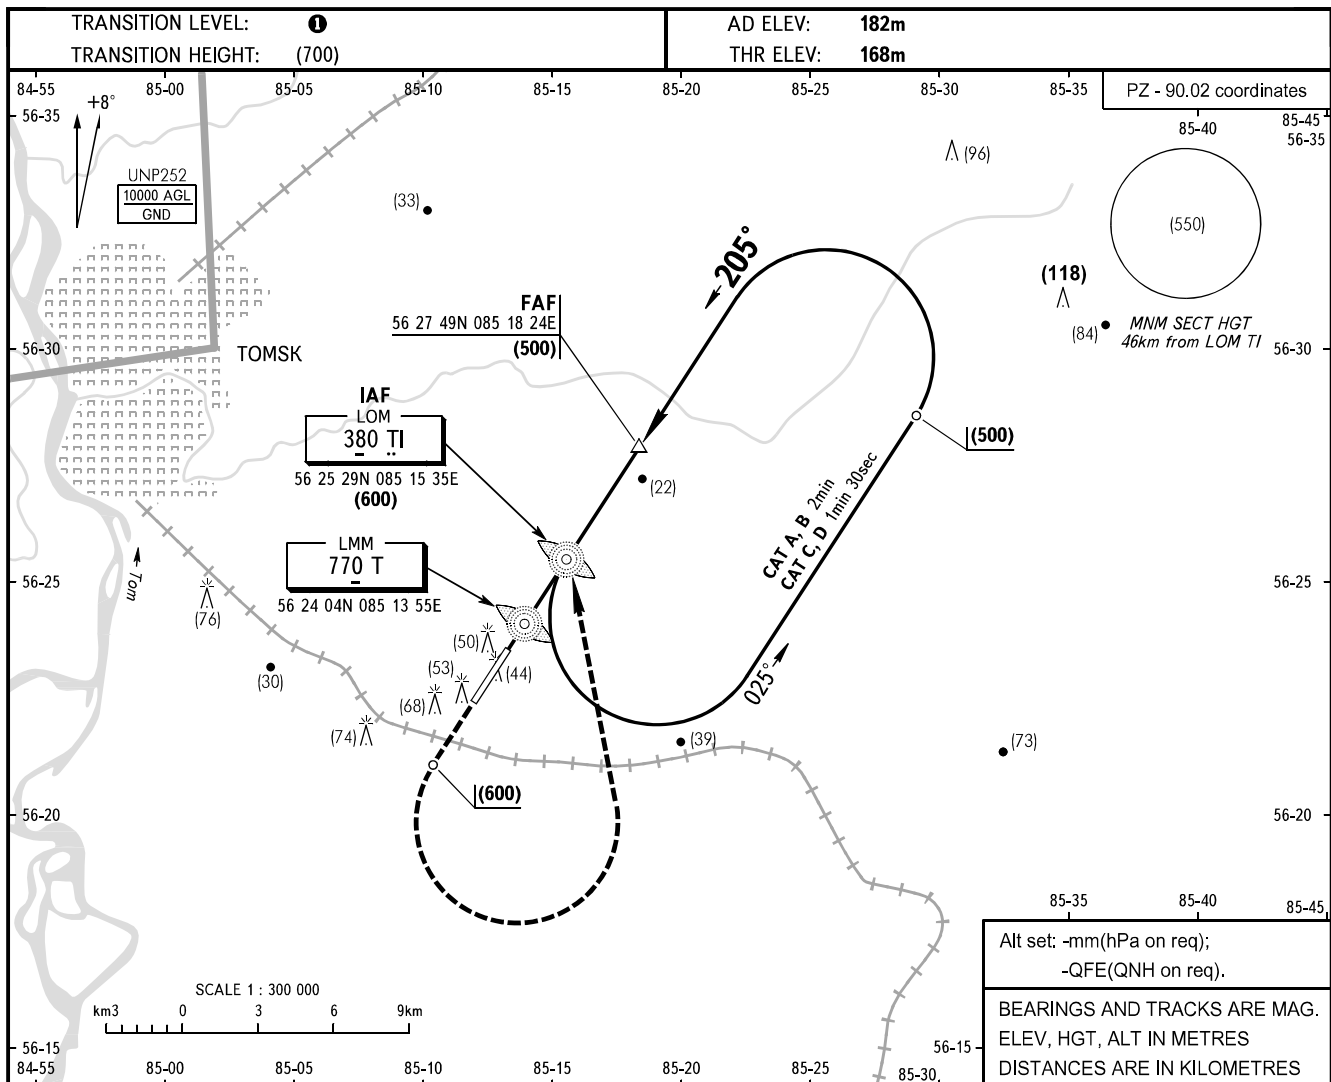 TRANSITION LEVEL: ❶
TRANSITION HEIGHT: (700)
AD ELEV: 182m
THR ELEV: 168m
84-55 85-00 85-05 85-10 85-15 85-20 85-25 85-30 85-35
PZ - 90.02 coordinates
85-40
85-45
56-35
56-35
+8°
UNP252
10000 AGL
GND
(96)
(33)
(550)
205°
(118)
(84)
MNM SECT HGT
46km from LOM TI
FAF
56 27 49N 085 18 24E
(500)
56-30
56-30
TOMSK
IAF
LOM
380 TI
56 25 29N 085 15 35E
(600)
(500)
(22)
CAT A, B 2min
CAT C, D 1min 30sec
LMM
770 T
56 24 04N 085 13 55E
56-25
56-25
Tom
(76)
(50)
(44)
(53)
(30)
(68)
025°
(74)
(39)
(73)
(600)
56-20
56-20
85-35 85-40 85-45
Alt set: -mm(hPa on req);
-QFE(QNH on req).
SCALE 1 : 300 000
km3 0 3 6 9km
BEARINGS AND TRACKS ARE MAG.
ELEV, HGT, ALT IN METRES
DISTANCES ARE IN KILOMETRES
56-15
56-15
84-55 85-00 85-05 85-10 85-15 85-20 85-25 85-30